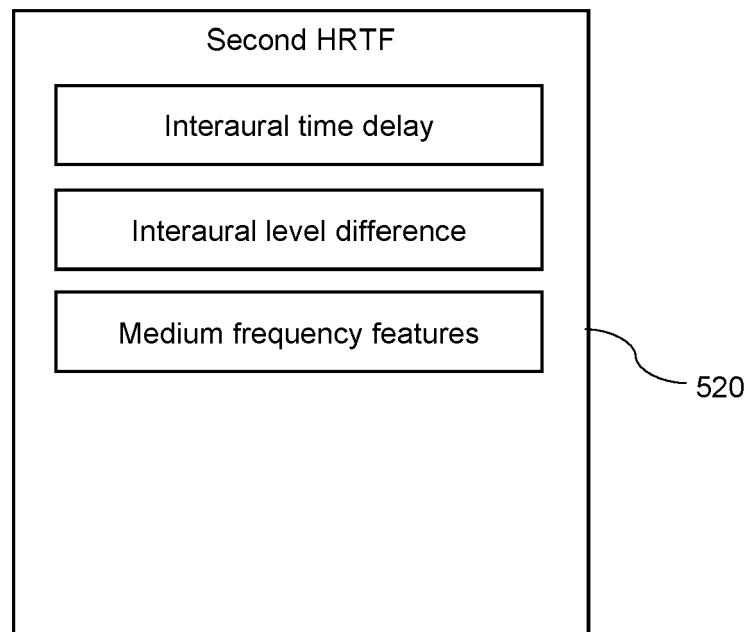 Second HRTF
Interaural time delay
Interaural level difference
Medium frequency features
520